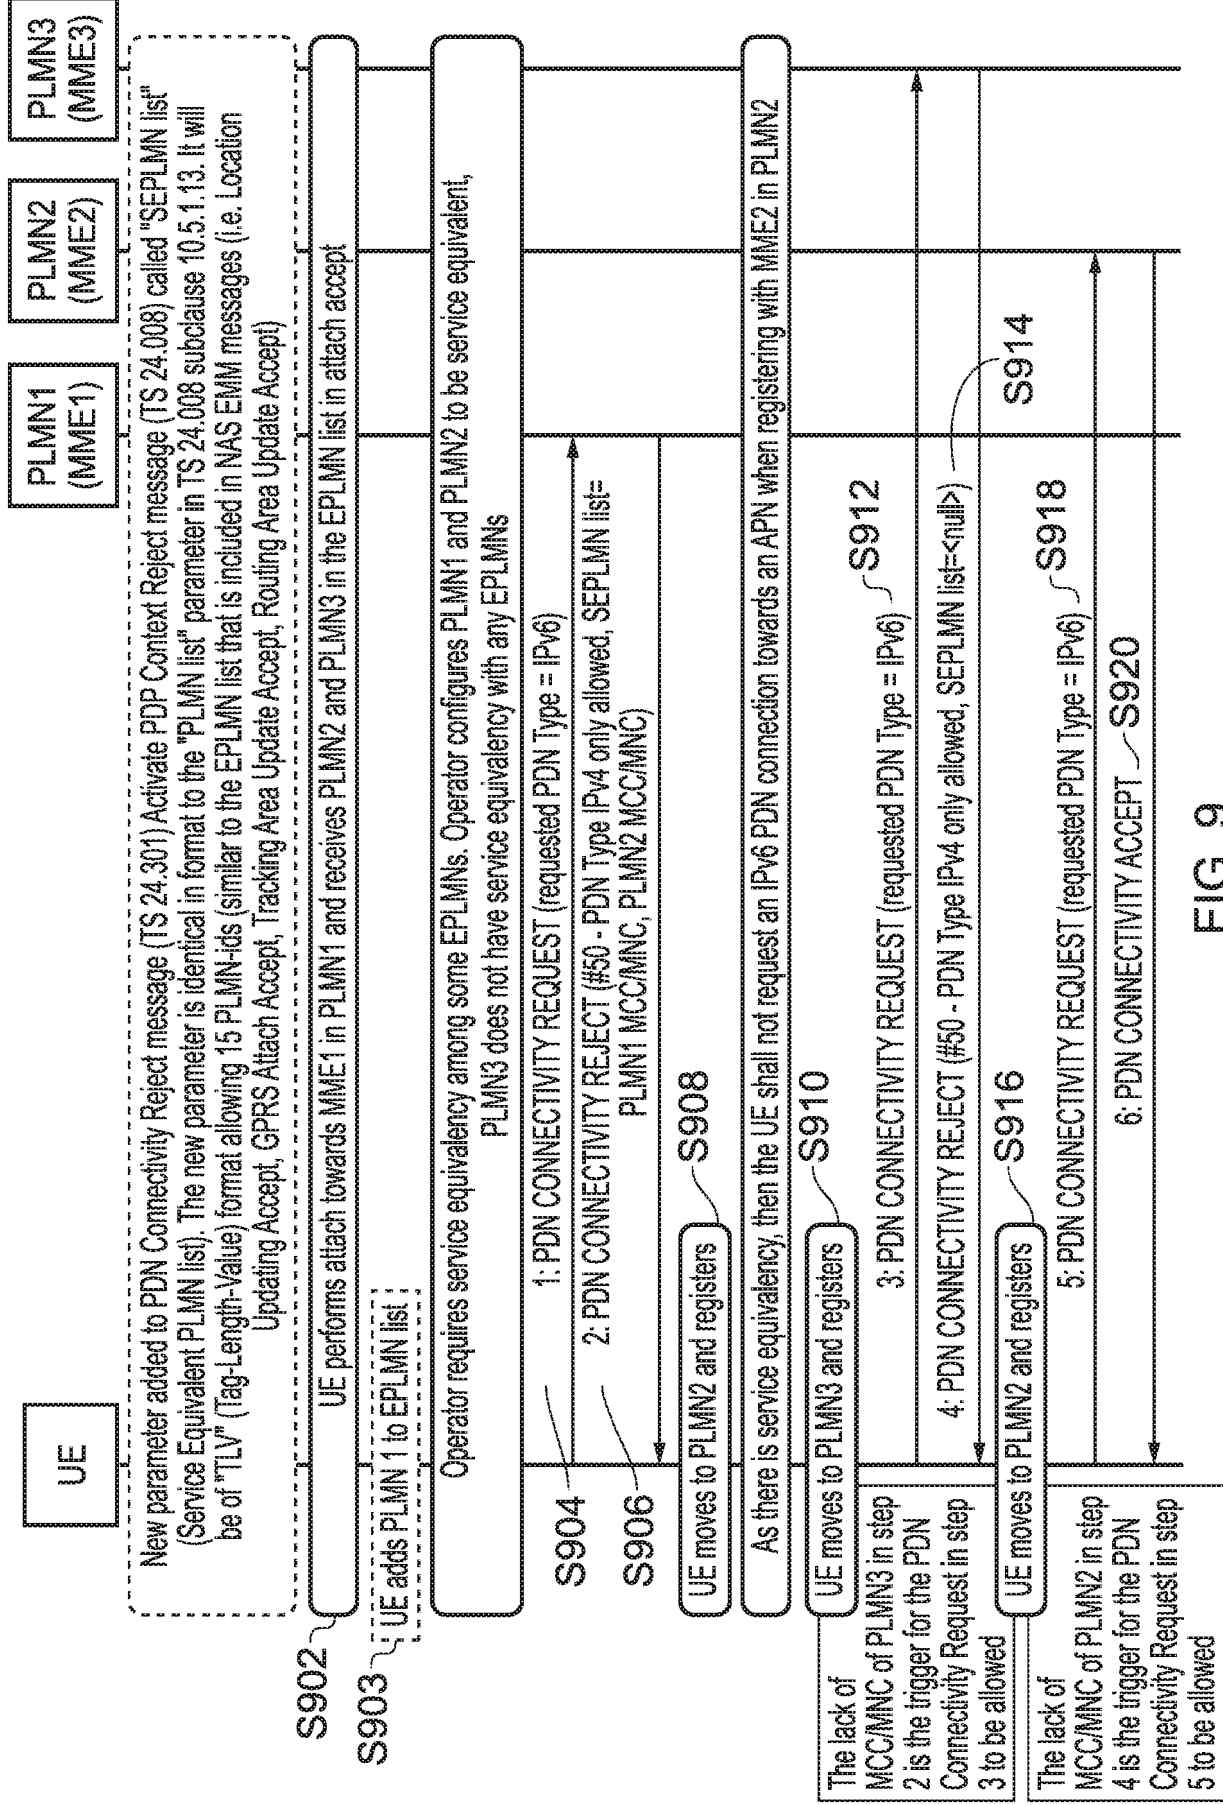 UE
PLMN1
(MME1)
PLMN2
(MME2)
PLMN3
(MME3)
New parameter added to PDN Connectivity Reject message (TS 24.301) Activate PDP Context Reject message (TS 24.008) called "SEPLMN list"
(Service Equivalent PLMN list). The new parameter is identical in format to the "PLMN list" parameter in TS 24.008 subclause 10.5.1.13. It will
be of "TLV" (Tag-Length-Value) format allowing 15 PLMN-ids (similar to the EPLMN list that is included in NAS EMM messages (i.e. Location
Updating Accept, GPRS Attach Accept, Tracking Area Update Accept, Routing Area Update Accept)
S902
UE performs attach towards MME1 in PLMN1 and receives PLMN2 and PLMN3 in the EPLMN list in attach accept
S903
UE adds PLMN 1 to EPLMN list
Operator requires service equivalency among some EPLMNs. Operator configures PLMN1 and PLMN2 to be service equivalent,
PLMN3 does not have service equivalency with any EPLMNs
S904
1: PDN CONNECTIVITY REQUEST (requested PDN Type = IPv6)
S906
2: PDN CONNECTIVITY REJECT (#50 - PDN Type IPv4 only allowed, SEPLMN list=
PLMN1 MCC/MNC, PLMN2 MCC/MNC)
UE moves to PLMN2 and registers
S908
As there is service equivalency, then the UE shall not request an IPv6 PDN connection towards an APN when registering with MME2 in PLMN2
UE moves to PLMN3 and registers
S910
The lack of
MCC/MNC of PLMN3 in step
2 is the trigger for the PDN
Connectivity Request in step
3 to be allowed
3: PDN CONNECTIVITY REQUEST (requested PDN Type = IPv6)
S912
4: PDN CONNECTIVITY REJECT (#50 - PDN Type IPv4 only allowed, SEPLMN list=<null>)
S914
UE moves to PLMN2 and registers
S916
The lack of
MCC/MNC of PLMN2 in step
4 is the trigger for the PDN
Connectivity Request in step
5 to be allowed
5: PDN CONNECTIVITY REQUEST (requested PDN Type = IPv6)
S918
6: PDN CONNECTIVITY ACCEPT
S920
FIG. 9